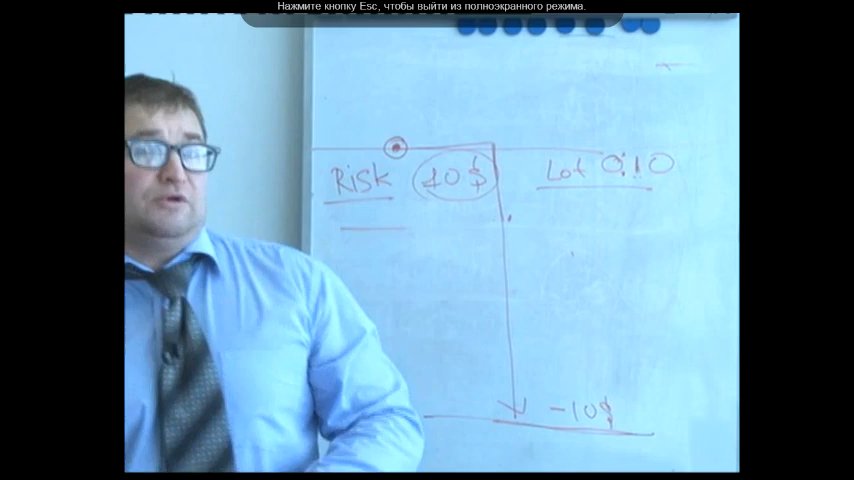 Нажмите кнопку Esc, чтобы выйти из полноэкранного режима.
Risk 10$ Lot 0.10
-10$